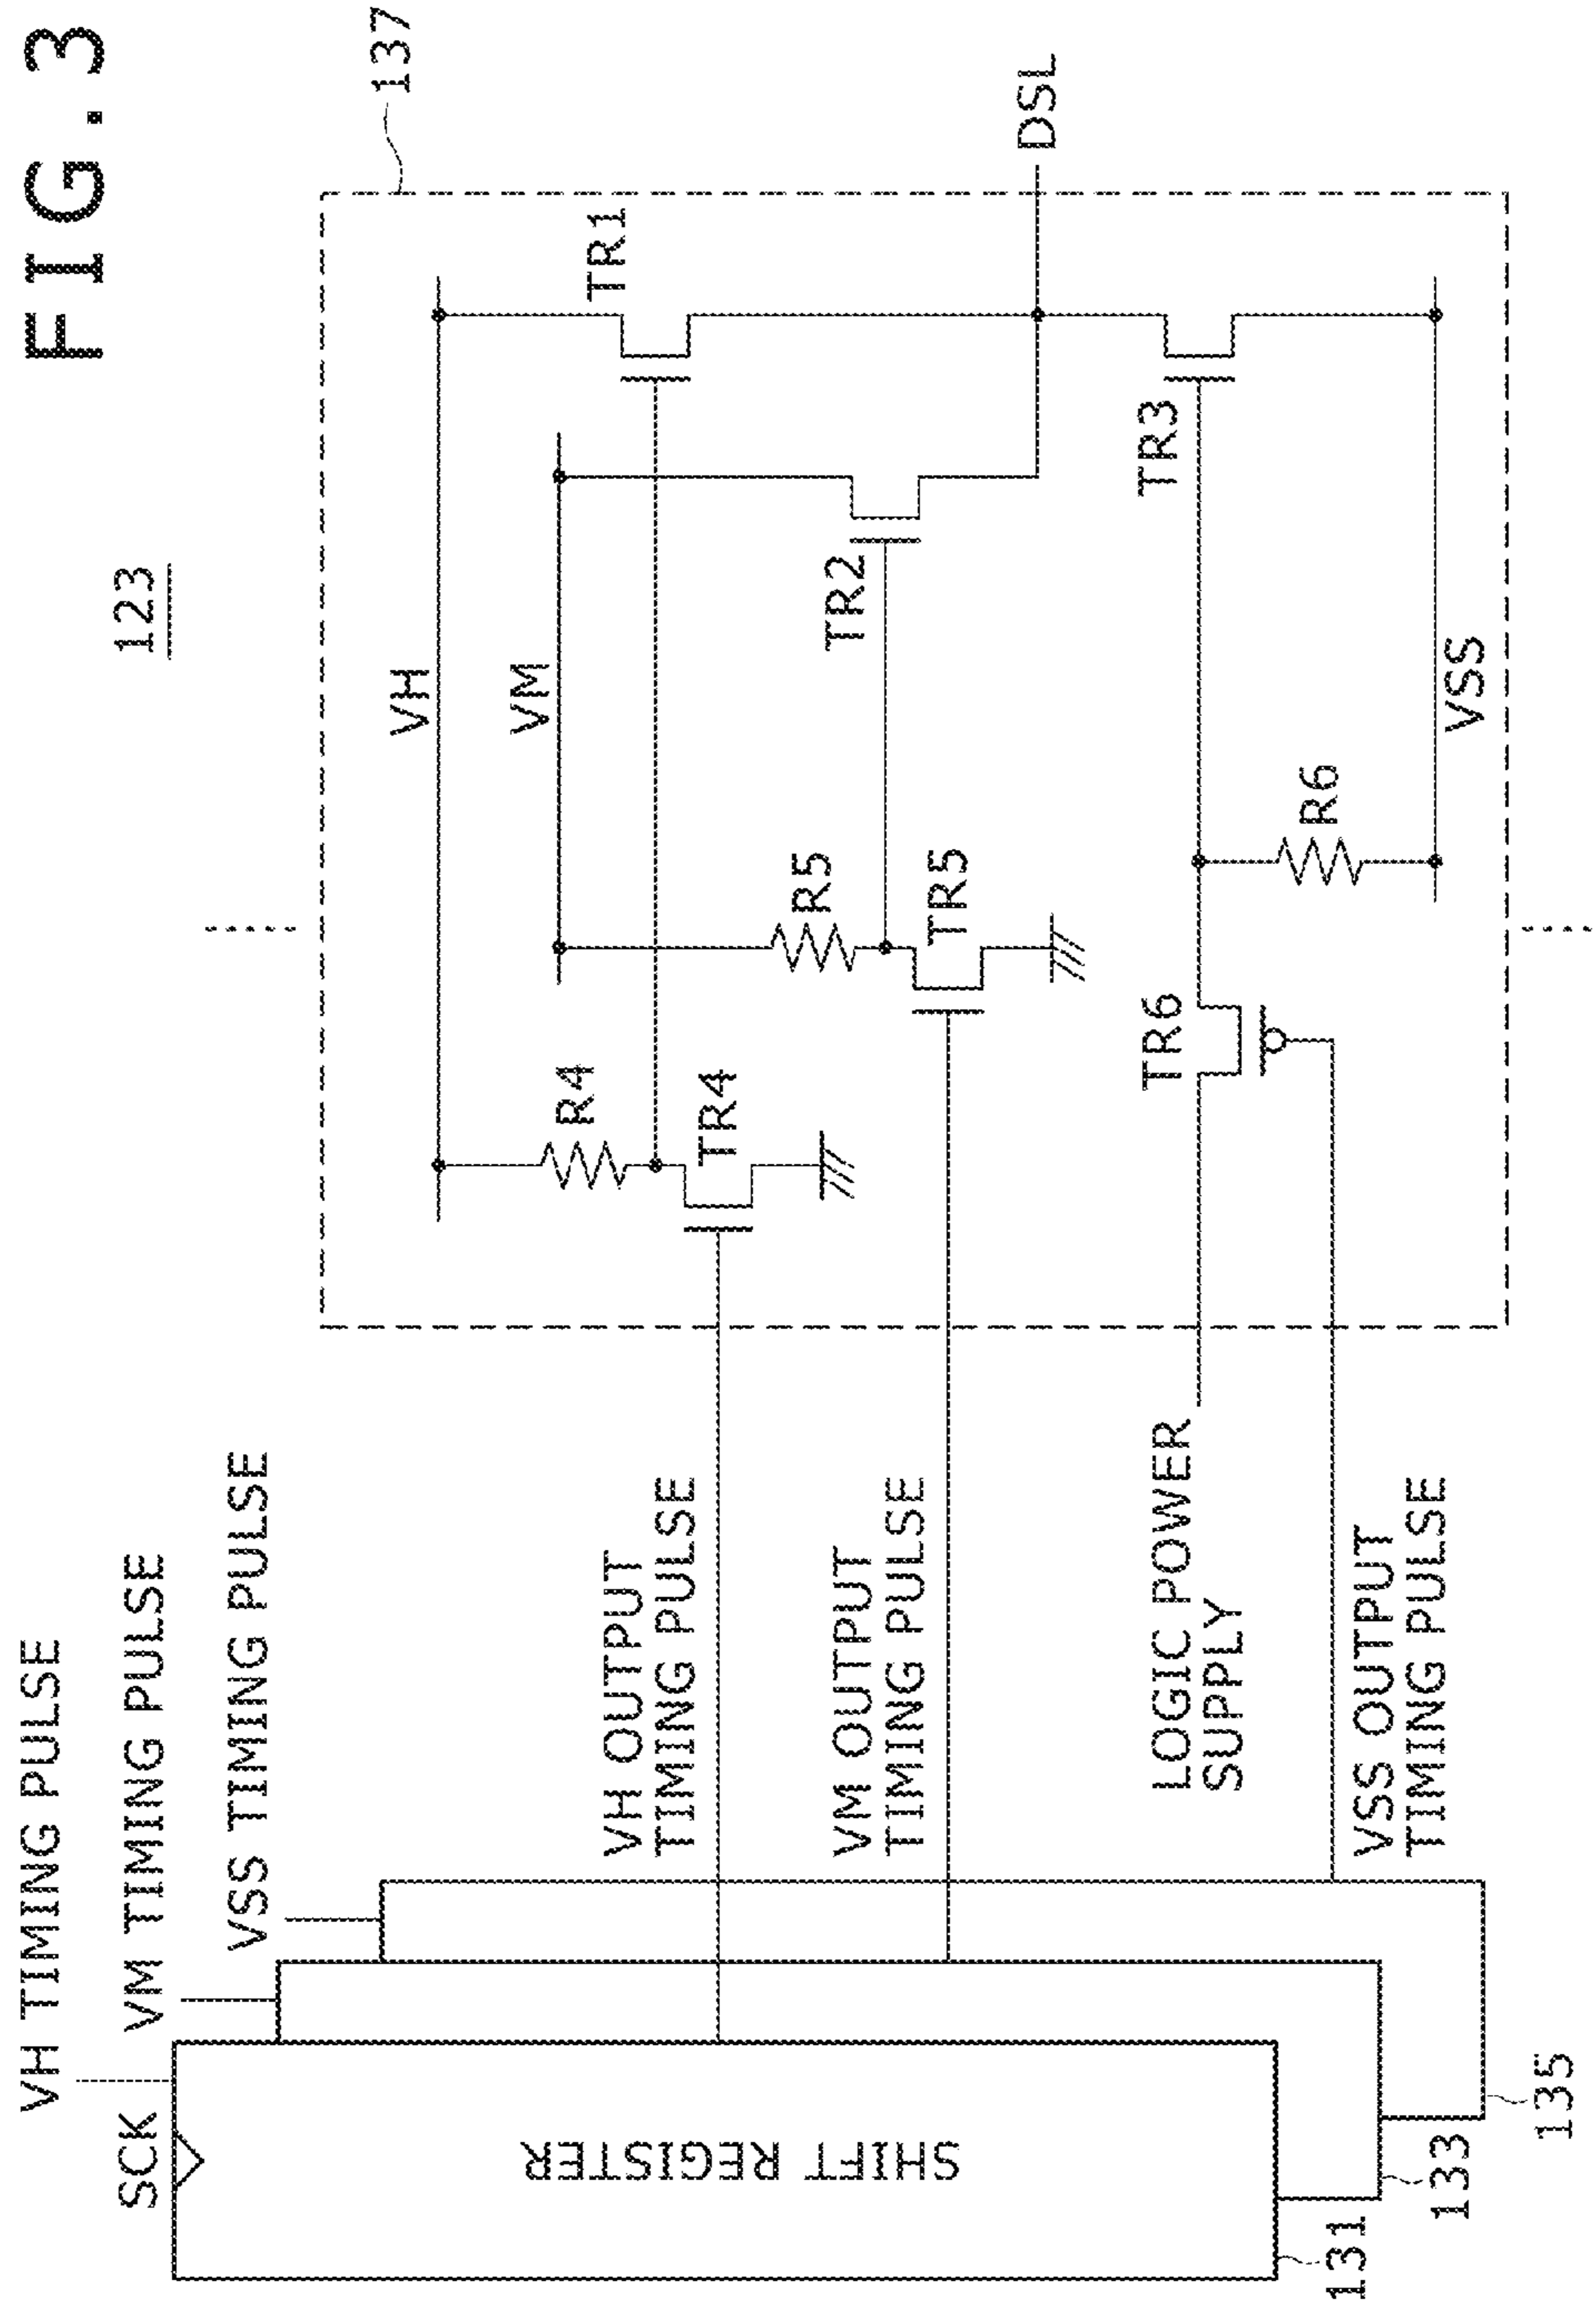 FIG.3
123
137
VH TIMING PULSE
SCK
VM TIMING PULSE
VSS TIMING PULSE
VH
VM
R4
TR1
VH OUTPUT
TIMING PULSE
TR4
R5
TR2
VM OUTPUT
TIMING PULSE
TR5
DSL
LOGIC POWER
SUPPLY
TR6
TR3
R6
VSS OUTPUT
TIMING PULSE
VSS
SHIFT REGISTER
131
133
135